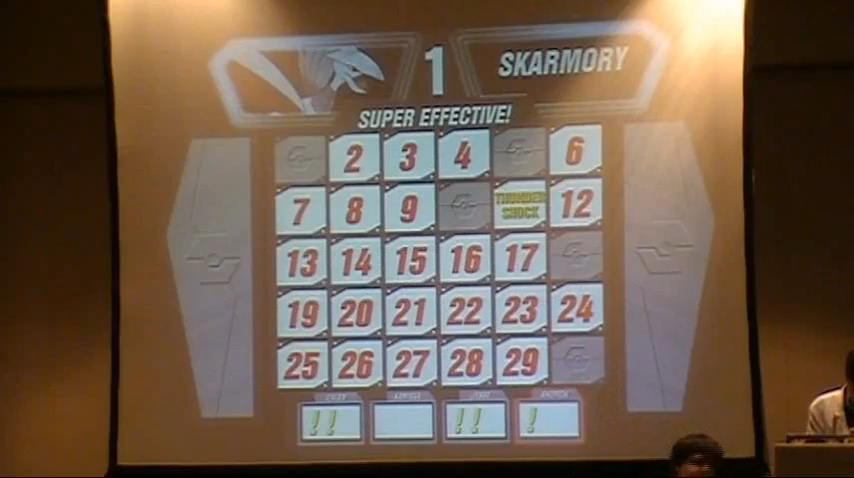 1
SKARMORY
SUPER EFFECTIVE!
2 3 4 6
7 8 9 THUNDER SHOCK 12
13 14 15 16 17
19 20 21 22 23 24
25 26 27 28 29
!! !! !